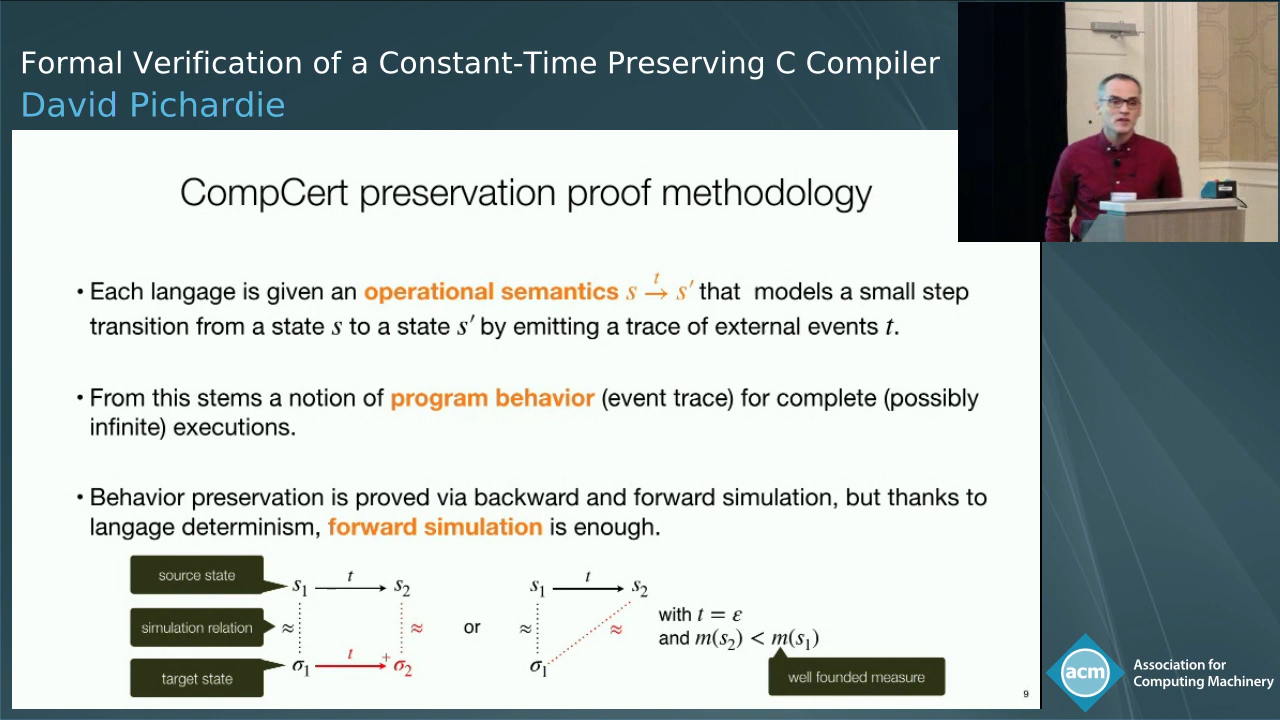 Formal Verification of a Constant-Time Preserving C Compiler
David Pichardie
CompCert preservation proof methodology
• Each langage is given an operational semantics s →^t s′ that models a small step
transition from a state s to a state s′ by emitting a trace of external events t.
• From this stems a notion of program behavior (event trace) for complete (possibly
infinite) executions.
• Behavior preservation is proved via backward and forward simulation, but thanks to
langage determinism, forward simulation is enough.
source state
simulation relation
target state
s₁ t s₂
≈ ≈
σ₁ t + σ₂
or
s₁ t s₂
≈ ≈
σ₁
with t = ε
and m(s₂) < m(s₁)
well founded measure
9
acm
Association for
Computing Machinery